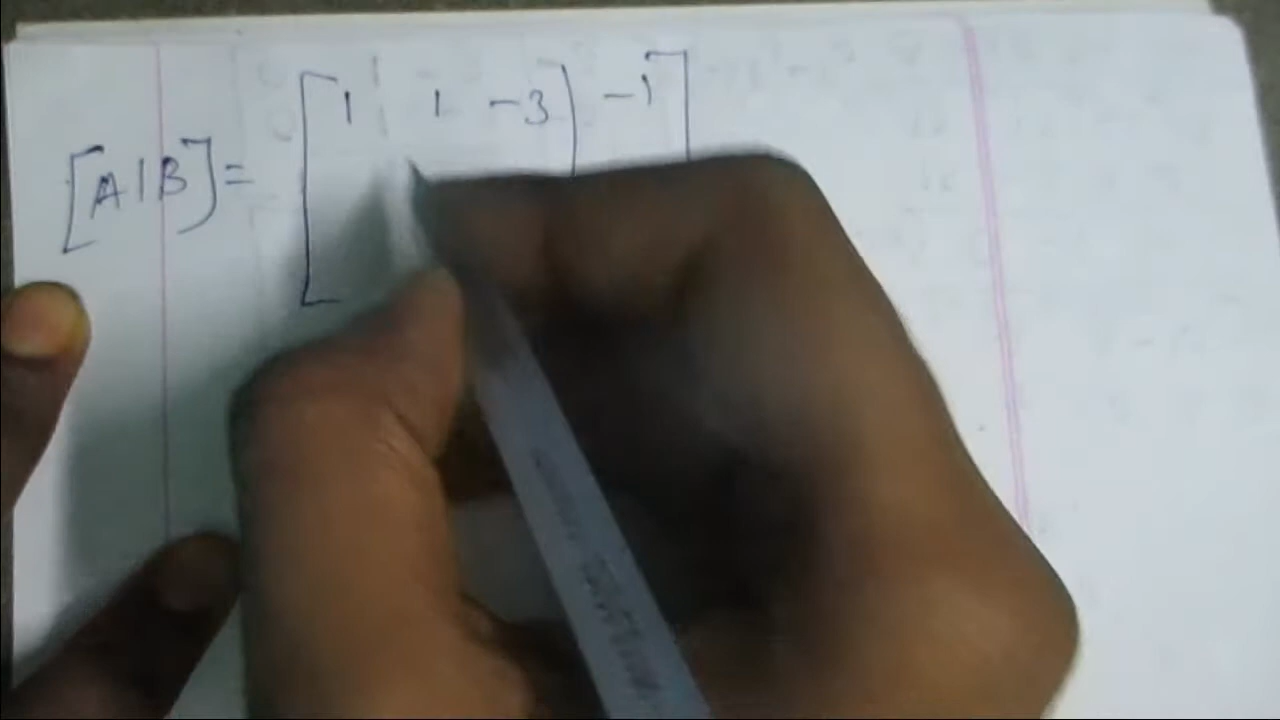 1 1 -3 | -1
[A|B] =